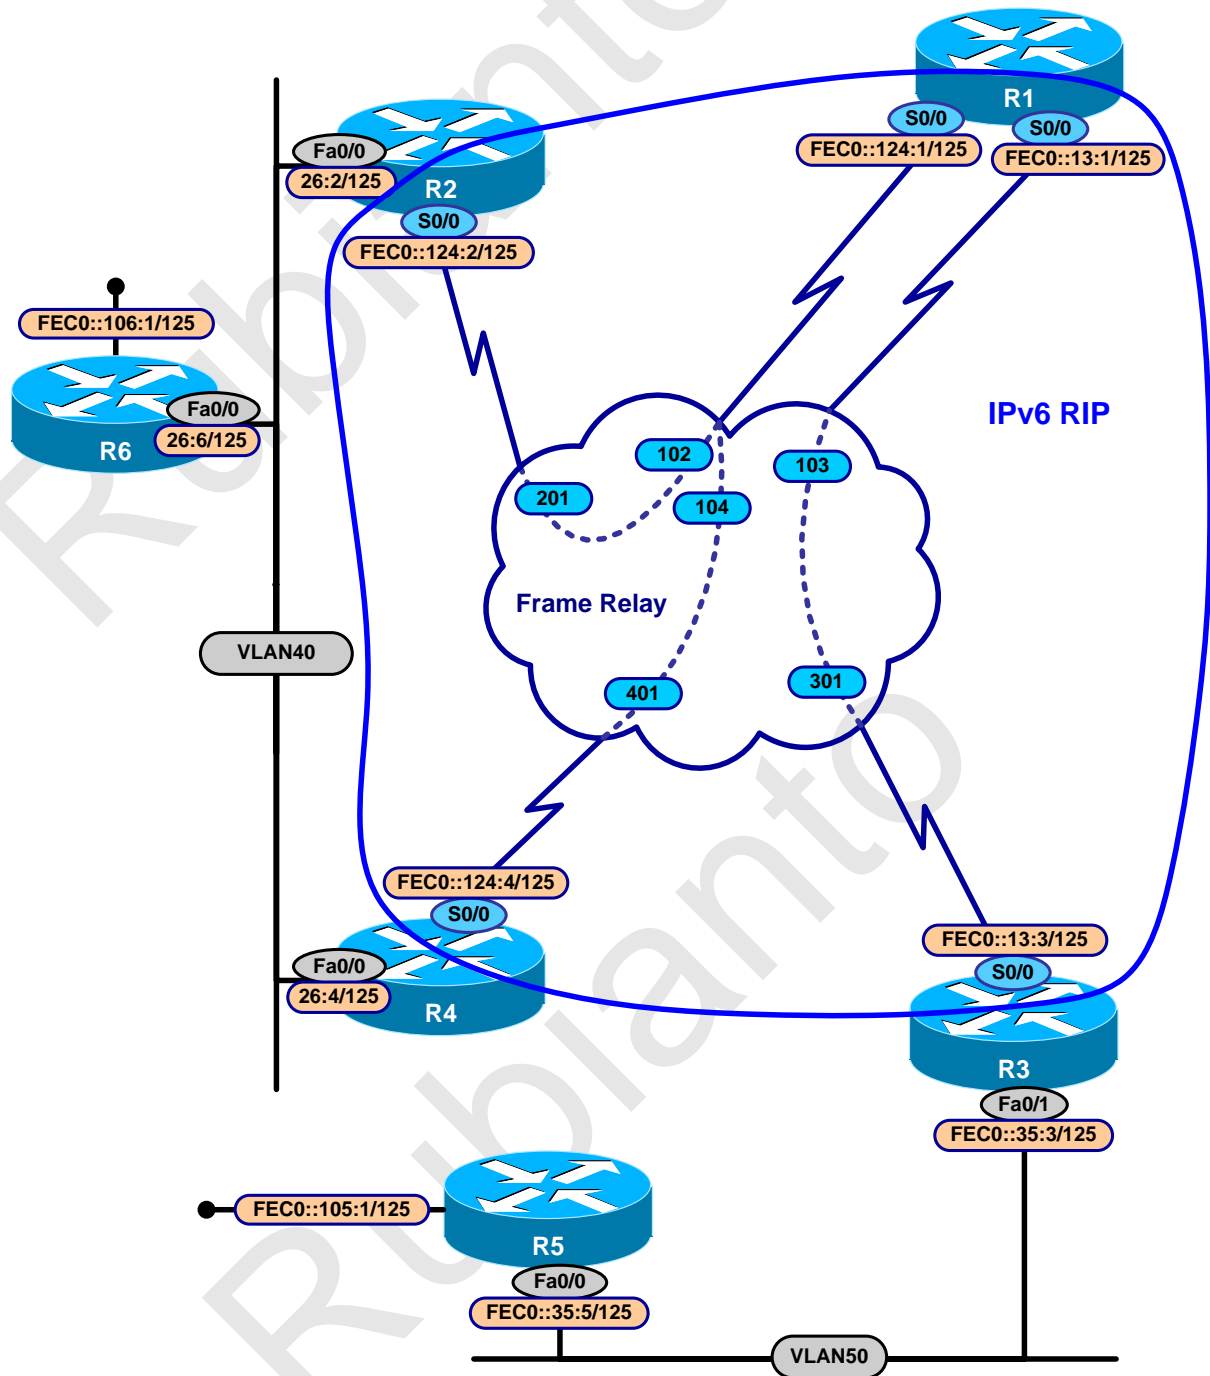 R1
S0/0
S0/0
FEC0::124:1/125
FEC0::13:1/125
Fa0/0
26:2/125
R2
S0/0
FEC0::124:2/125
FEC0::106:1/125
Fa0/0
26:6/125
R6
IPv6 RIP
102
103
201
104
Frame Relay
VLAN40
401
301
FEC0::124:4/125
S0/0
Fa0/0
26:4/125
R4
FEC0::13:3/125
S0/0
R3
Fa0/1
FEC0::35:3/125
FEC0::105:1/125
R5
Fa0/0
FEC0::35:5/125
VLAN50
Rubianto
Rubianto